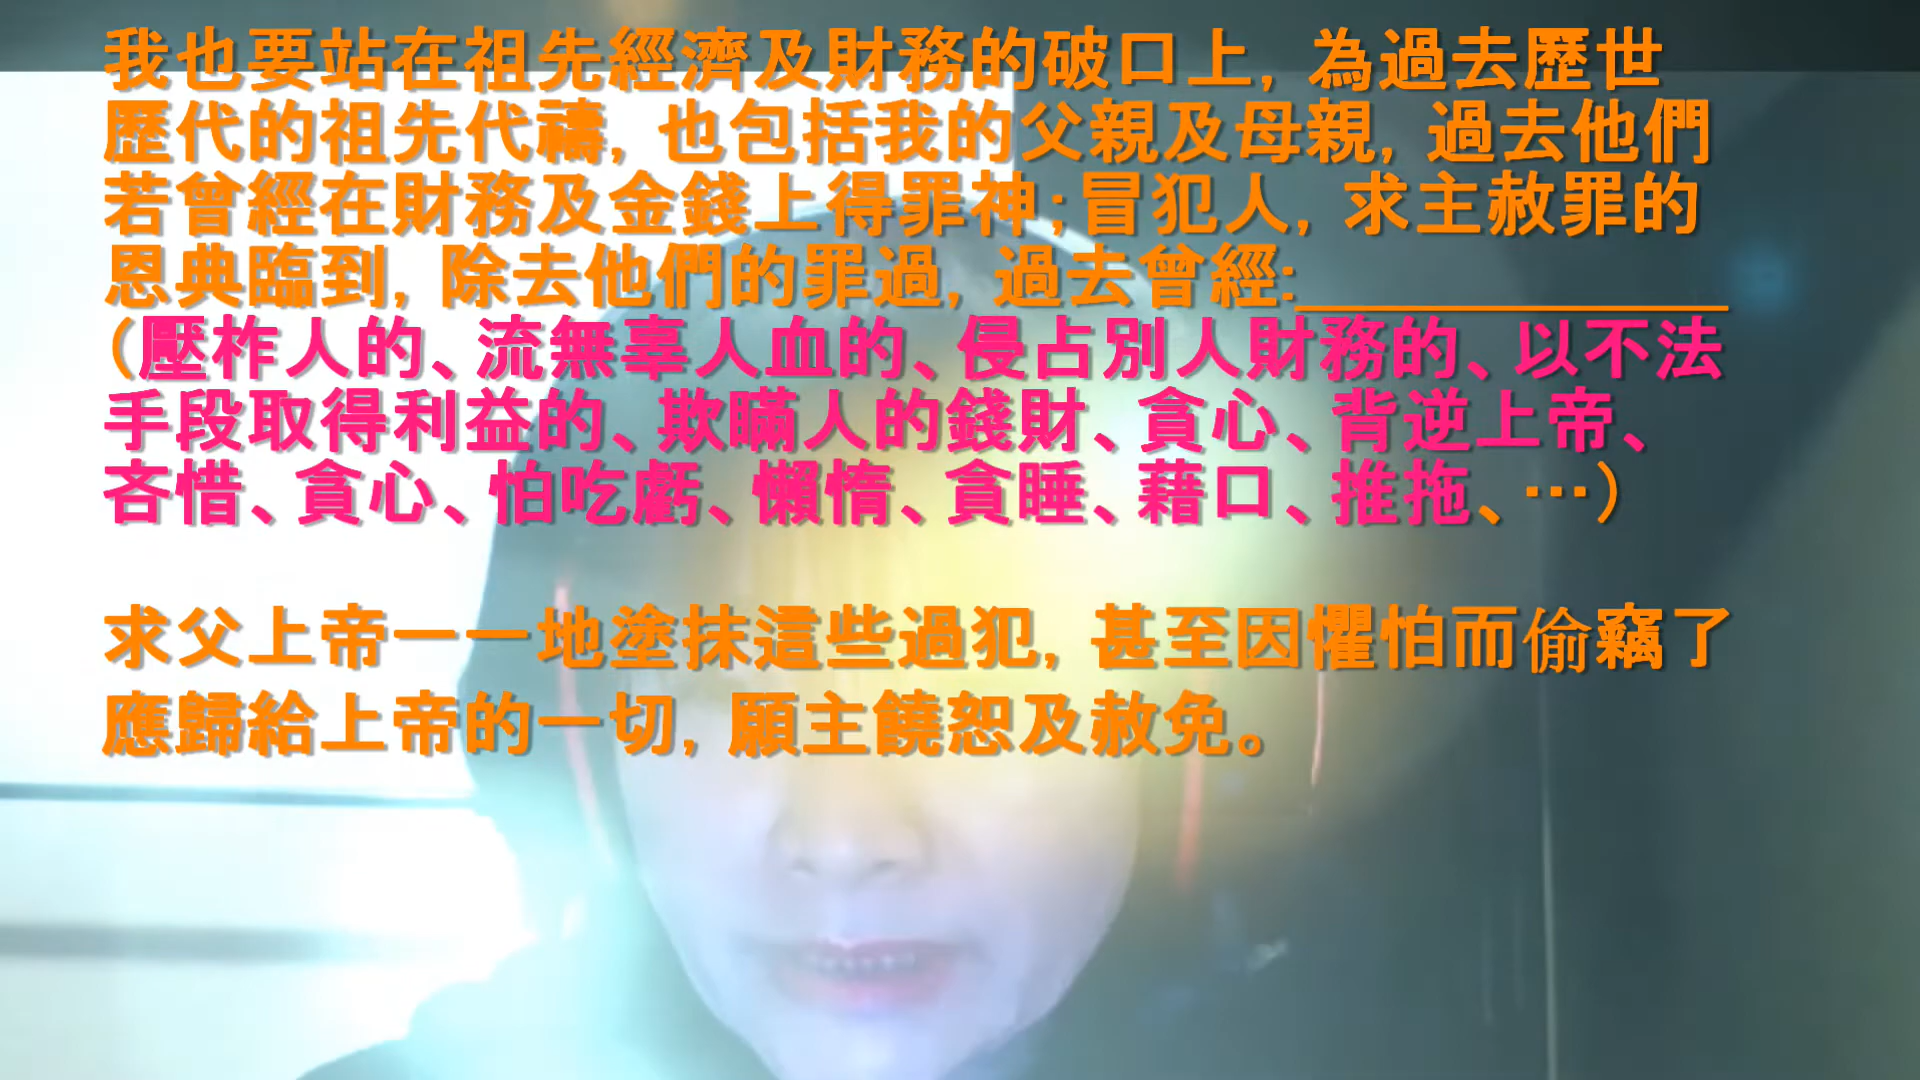 我也要站在祖先經濟及財務的破口上, 為過去歷世
歷代的祖先代禱, 也包括我的父親及母親, 過去他們
若曾經在財務及金錢上得罪神;冒犯人, 求主赦罪的
恩典臨到, 除去他們的罪過, 過去曾經:____________
(壓柞人的、流無辜人血的、侵占別人財務的、以不法
手段取得利益的、欺瞞人的錢財、貪心、背逆上帝、
吝惜、貪心、怕吃虧、懶惰、貪睡、藉口、推拖、…)
求父上帝一一地塗抹這些過犯, 甚至因懼怕而偷竊了
應歸給上帝的一切, 願主饒恕及赦免。